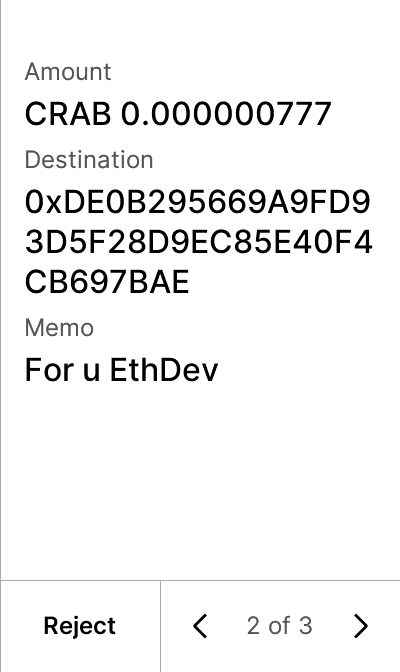 Amount
CRAB 0.000000777
Destination
0xDE0B295669A9FD9
3D5F28D9EC85E40F4
CB697BAE
Memo
For u EthDev
Reject
2 of 3